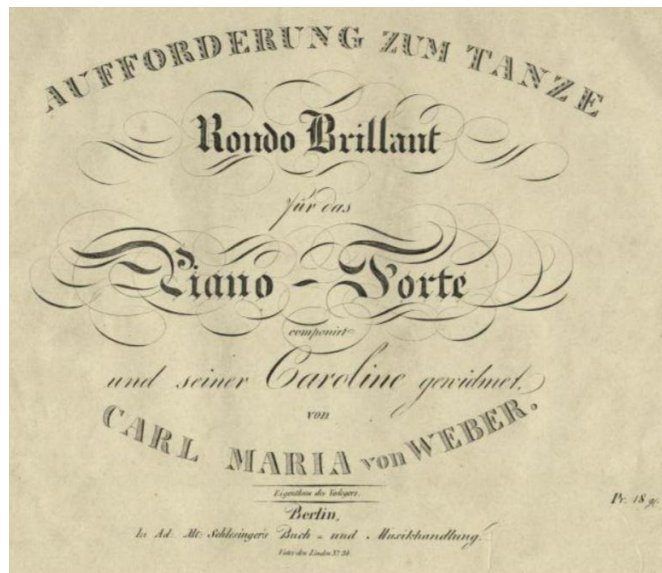 AUFFORDERUNG ZUM TANZE
Rondo Brillant
für das
Piano-Forte
componirt
und seiner Caroline gewidmet,
von
CARL MARIA von WEBER.
Eigenthum des Verlegers.
Berlin,
In Ad. Mt. Schlesinger's Buch- und Musikhandlung.
Unter den Linden No. 34.
Pr. 18 gr.